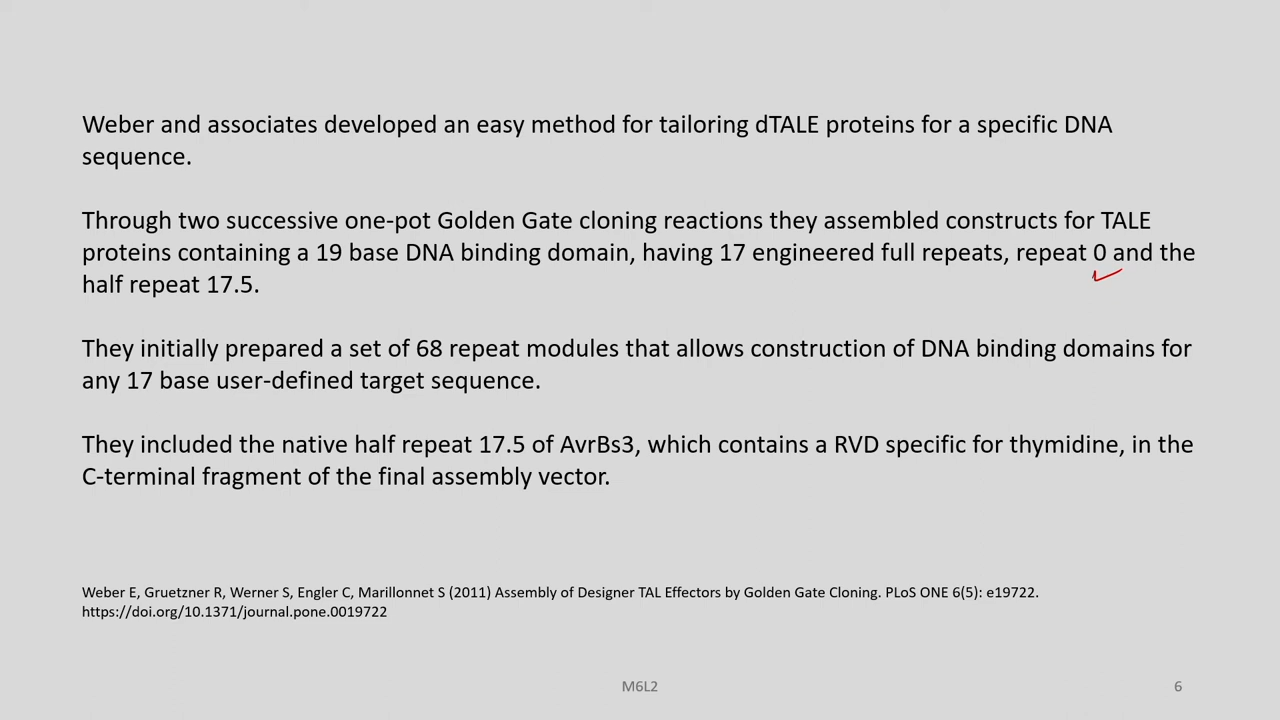 Weber and associates developed an easy method for tailoring dTALE proteins for a specific DNA
sequence.
Through two successive one-pot Golden Gate cloning reactions they assembled constructs for TALE
proteins containing a 19 base DNA binding domain, having 17 engineered full repeats, repeat 0 and the
half repeat 17.5.
They initially prepared a set of 68 repeat modules that allows construction of DNA binding domains for
any 17 base user-defined target sequence.
They included the native half repeat 17.5 of AvrBs3, which contains a RVD specific for thymidine, in the
C-terminal fragment of the final assembly vector.
Weber E, Gruetzner R, Werner S, Engler C, Marillonnet S (2011) Assembly of Designer TAL Effectors by Golden Gate Cloning. PLoS ONE 6(5): e19722.
https://doi.org/10.1371/journal.pone.0019722
M6L2
6